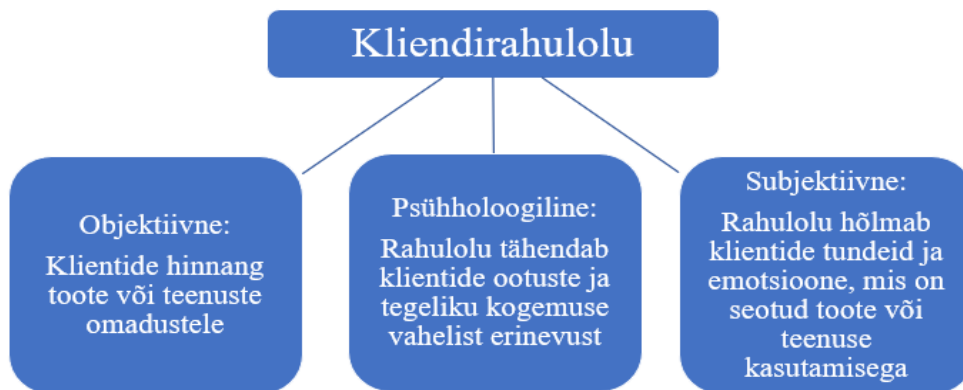 Kliendirahulolu
Objektiivne:
Klientide hinnang
toote või teenuste
omadustele
Psühholoogiline:
Rahulolu tähendab
klientide ootuste ja
tegeliku kogemuse
vahelist erinevust
Subjektiivne:
Rahulolu hõlmab
klientide tundeid ja
emotsioone, mis on
seotud toote või
teenuse
kasutamisega